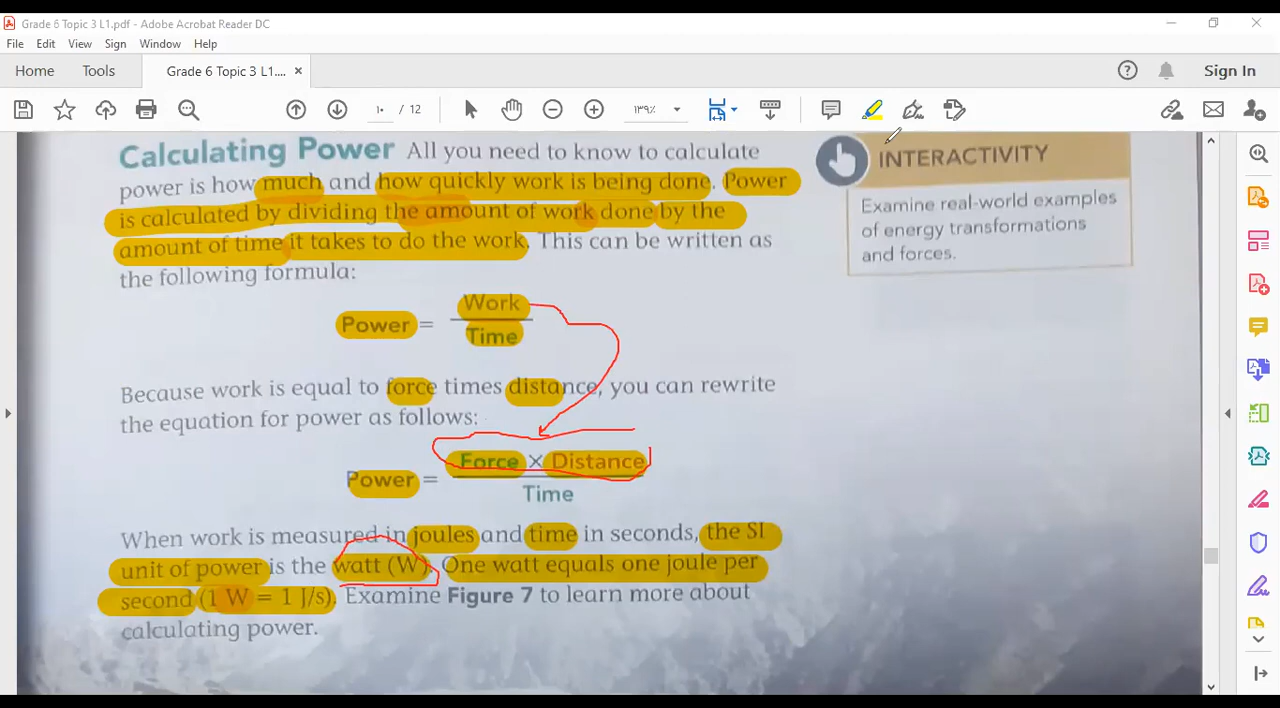 Grade 6 Topic 3 L1.pdf - Adobe Acrobat Reader DC
File Edit View Sign Window Help
Home Tools Grade 6 Topic 3 L1.... × Sign In
١٠ / 12 ١٣٩٪
Calculating Power All you need to know to calculate
power is how much and how quickly work is being done. Power
is calculated by dividing the amount of work done by the
amount of time it takes to do the work. This can be written as
the following formula:
Power = Work
Time
Because work is equal to force times distance, you can rewrite
the equation for power as follows:
Power = Force × Distance
Time
When work is measured in joules and time in seconds, the SI
unit of power is the watt (W). One watt equals one joule per
second (1 W = 1 J/s). Examine Figure 7 to learn more about
calculating power.
INTERACTIVITY
Examine real-world examples
of energy transformations
and forces.